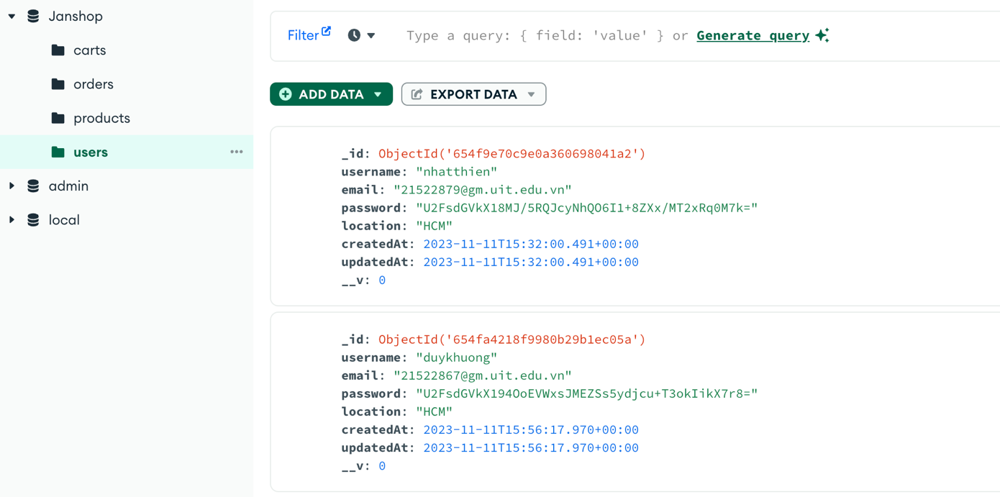 Janshop
carts
orders
products
users
admin
local
Filter
Type a query: { field: 'value' } or Generate query
ADD DATA
EXPORT DATA
_id: ObjectId('654f9e70c9e0a360698041a2')
username: "nhatthien"
email: "21522879@gm.uit.edu.vn"
password: "U2FsdGVkX18MJ/5RQJcyNhQO6I1+8ZXx/MT2xRq0M7k="
location: "HCM"
createdAt: 2023-11-11T15:32:00.491+00:00
updatedAt: 2023-11-11T15:32:00.491+00:00
__v: 0
_id: ObjectId('654fa4218f9980b29b1ec05a')
username: "duykhuong"
email: "21522867@gm.uit.edu.vn"
password: "U2FsdGVkX194OoEVWxsJMEZSs5ydjcu+T3okIikX7r8="
location: "HCM"
createdAt: 2023-11-11T15:56:17.970+00:00
updatedAt: 2023-11-11T15:56:17.970+00:00
__v: 0